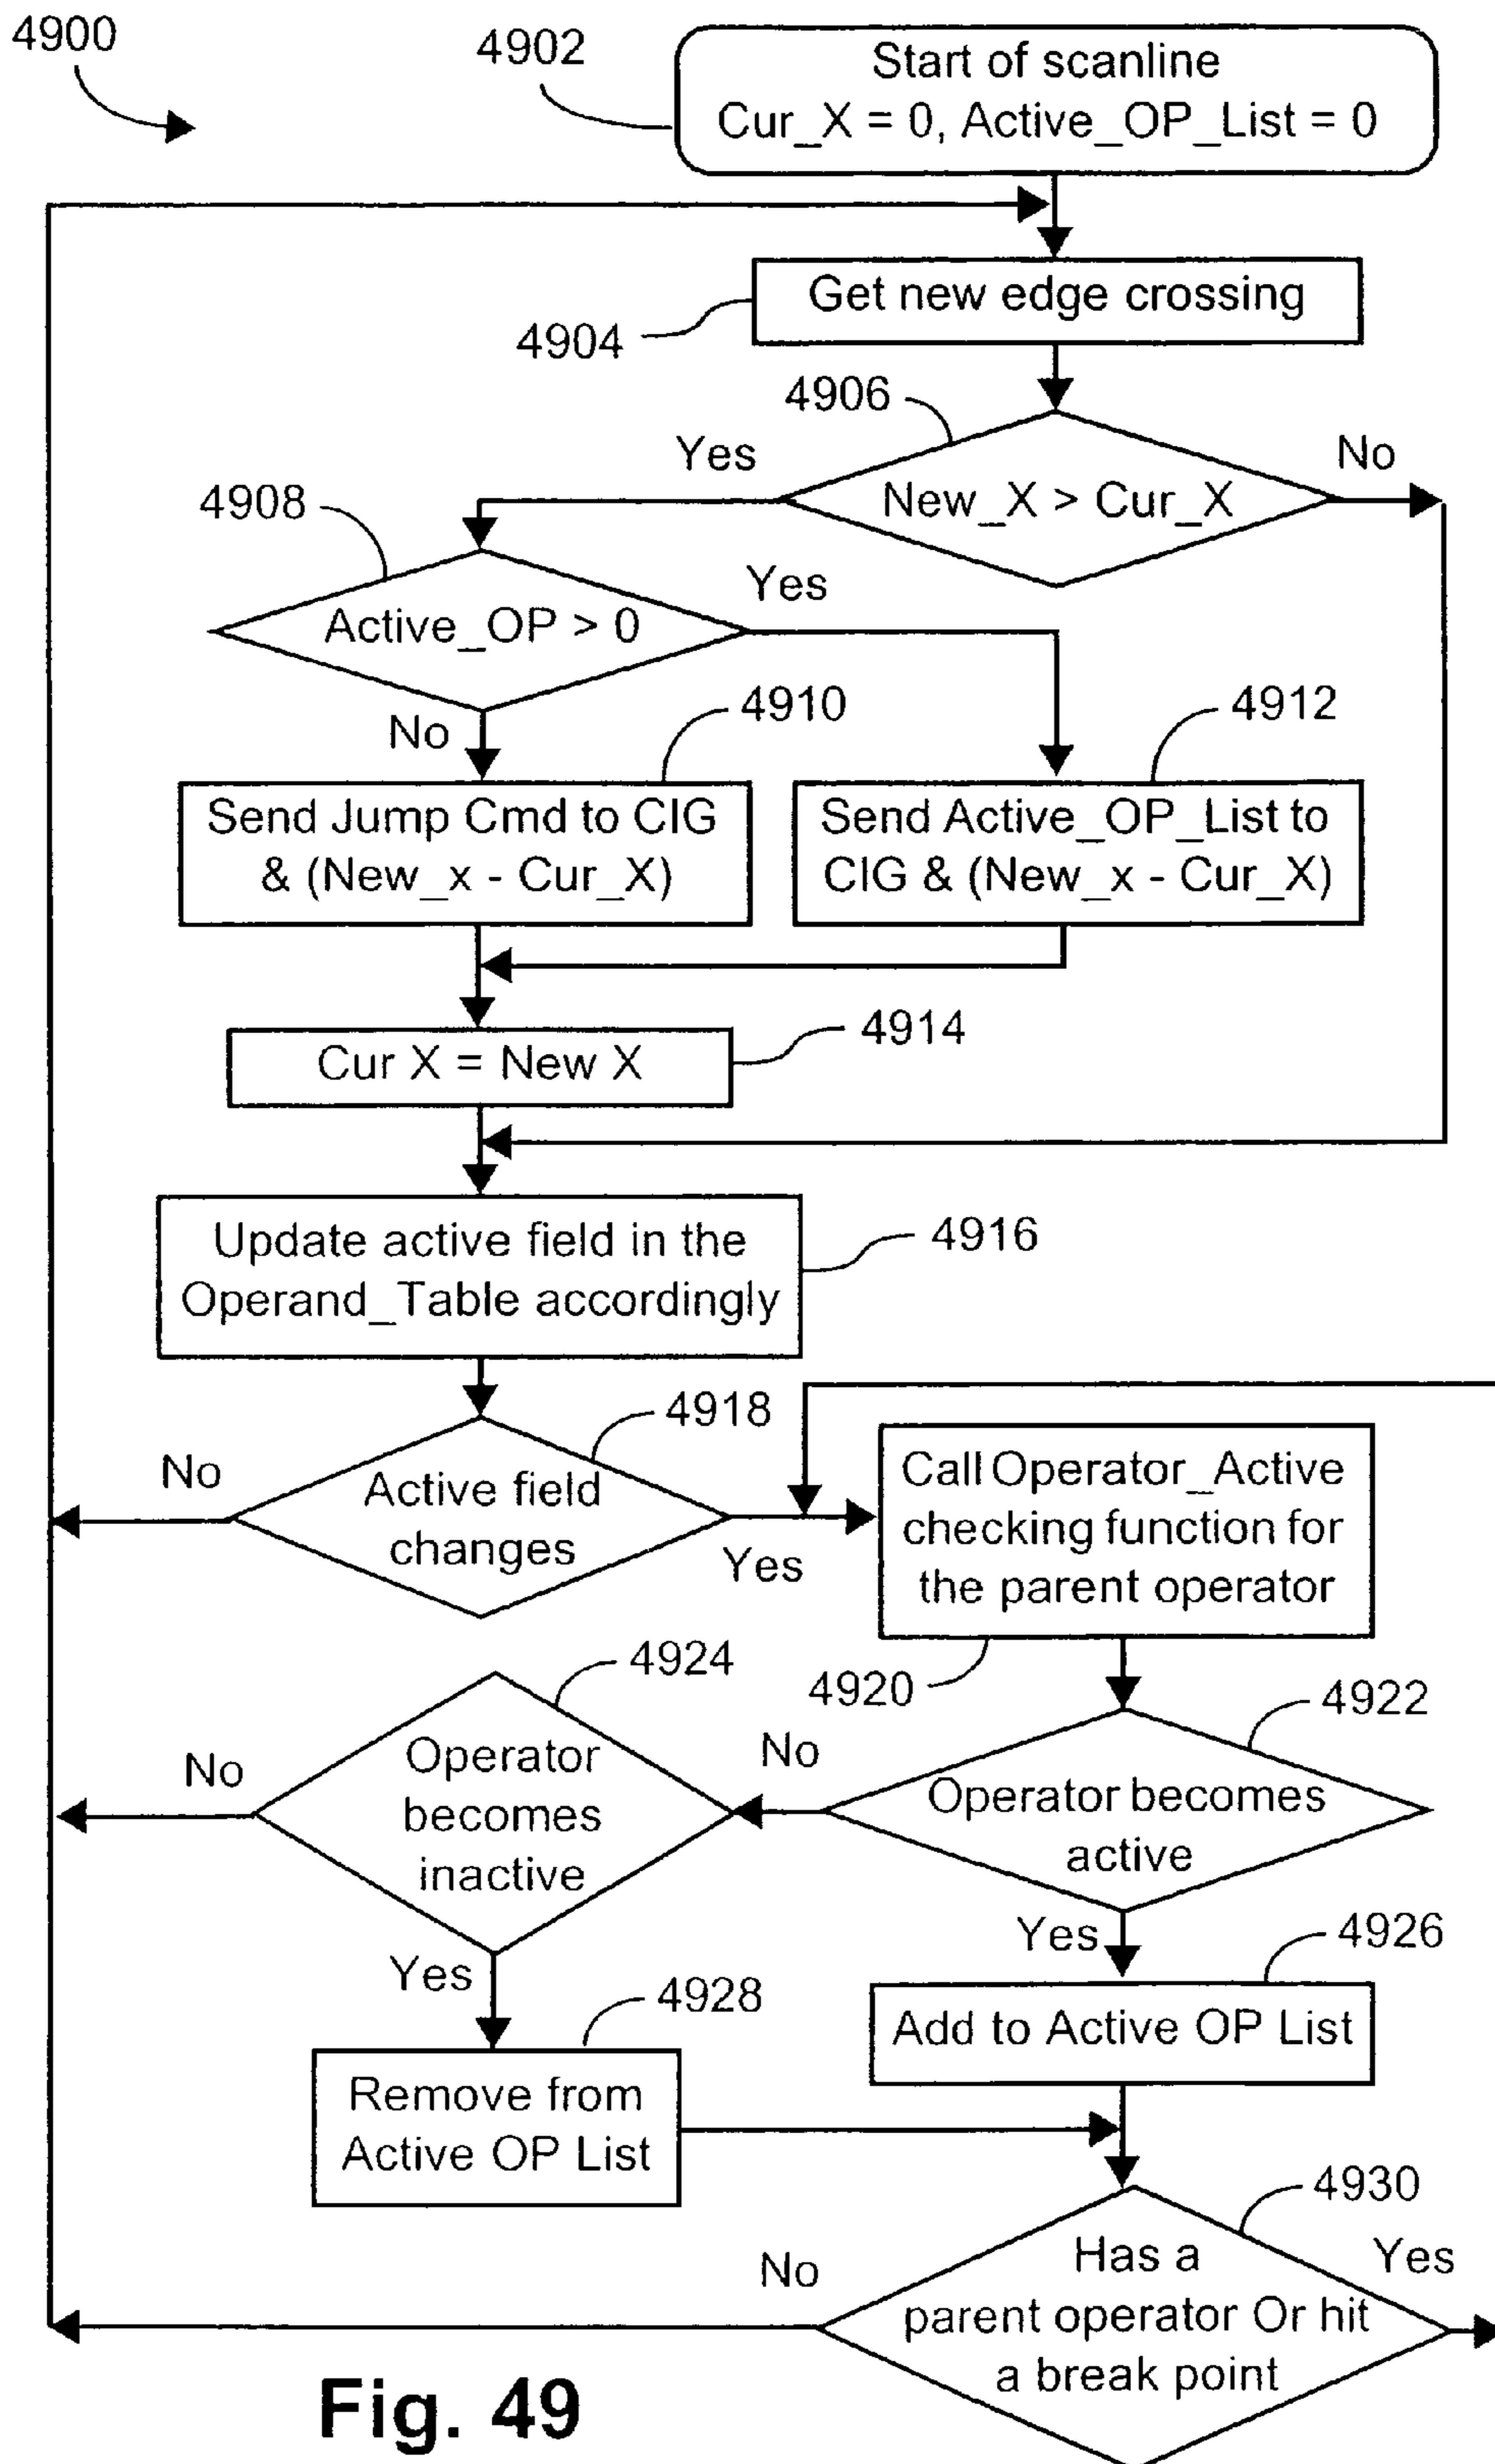 4900
4902
Start of scanline
Cur_X = 0, Active_OP_List = 0
Get new edge crossing
4904
4906
Yes
No
New_X > Cur_X
4908
Yes
Active_OP > 0
No
4910
4912
Send Jump Cmd to CIG
& (New_x - Cur_X)
Send Active_OP_List to
CIG & (New_x - Cur_X)
4914
Cur X = New X
4916
Update active field in the
Operand_Table accordingly
4918
No
Active field
changes
Yes
Call Operator_Active
checking function for
the parent operator
4920
4924
4922
No
Operator
becomes
inactive
No
Operator becomes
active
Yes
Yes
4926
4928
Add to Active OP List
Remove from
Active OP List
4930
No
Has a
parent operator Or hit
a break point
Yes
Fig. 49